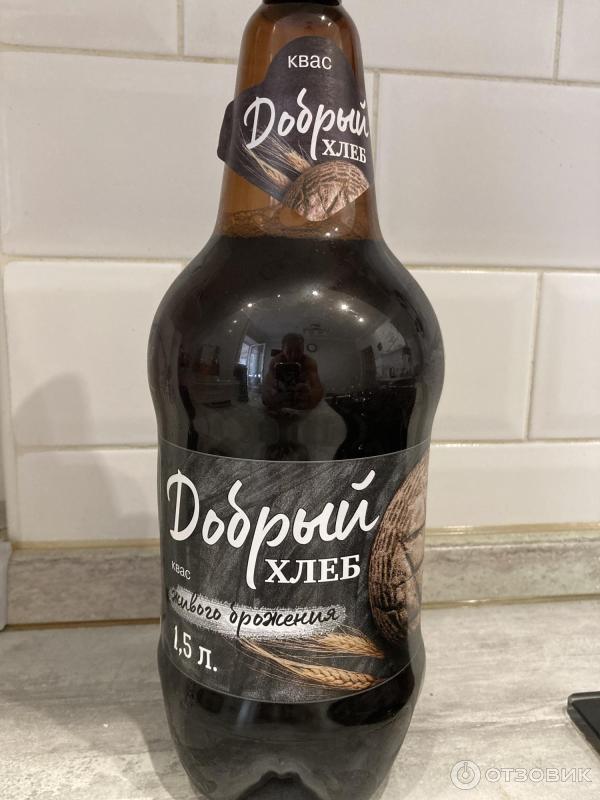 квас
Добрый
ХЛЕБ
Добрый
квас ХЛЕБ
живого брожения
1,5 л.
ОТЗОВИК